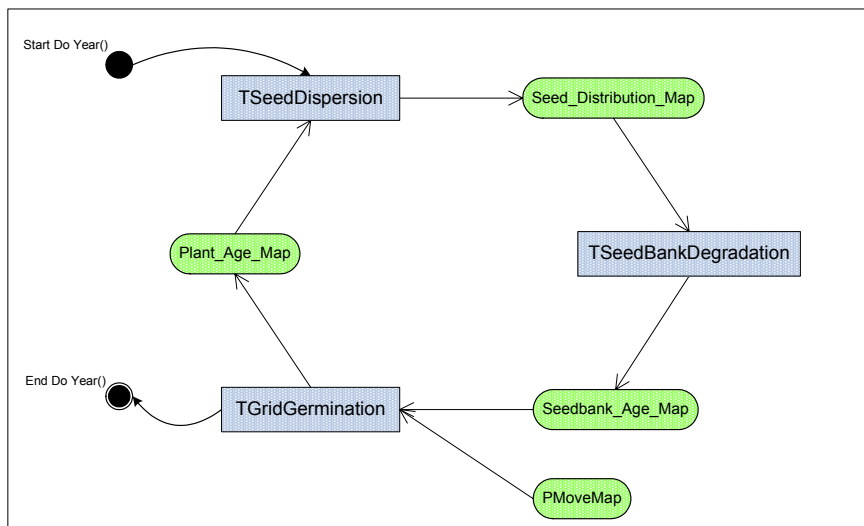 Start Do Year()
TSeedDispersion
Seed_Distribution_Map
Plant_Age_Map
TSeedBankDegradation
End Do Year()
TGridGermination
Seedbank_Age_Map
PMoveMap